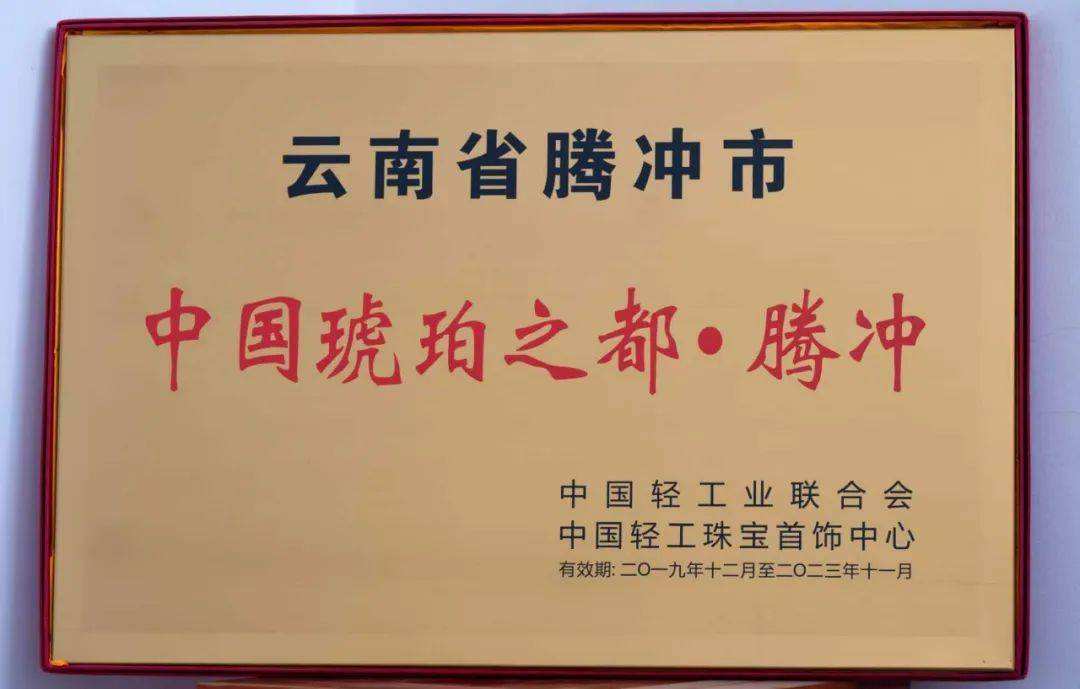 云南省腾冲市
中国琥珀之都·腾冲
中国轻工业联合会
中国轻工珠宝首饰中心
有效期: 二O一九年十二月至二O二三年十一月